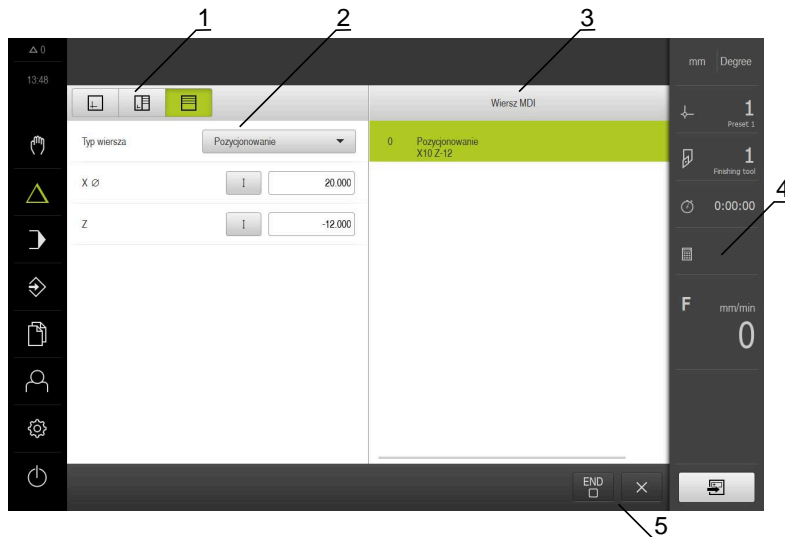 1
2
3
0
13:48
mm Degree
Wiersz MDI
1
Preset 1
Typ wiersza
Pozycjonowanie
0 Pozycjonowanie
X10 Z-12
1
Finishing tool
X Ø
I
20.000
4
0:00:00
Z
I
-12.000
F
mm/min
0
END
5